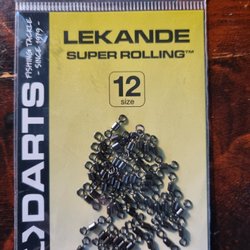 LEKANDE
SUPER ROLLING™
12
size
DARTS
FISHING TACKLE
- SINCE 1979 -